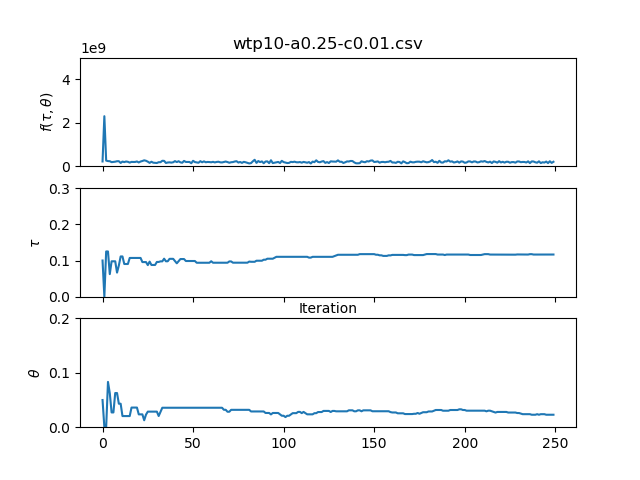 wtp10-a0.25-c0.01.csv
1e9
f(τ, θ)
4
2
0
τ
0.3
0.2
0.1
0.0
Iteration
θ
0.2
0.1
0.0
0 50 100 150 200 250